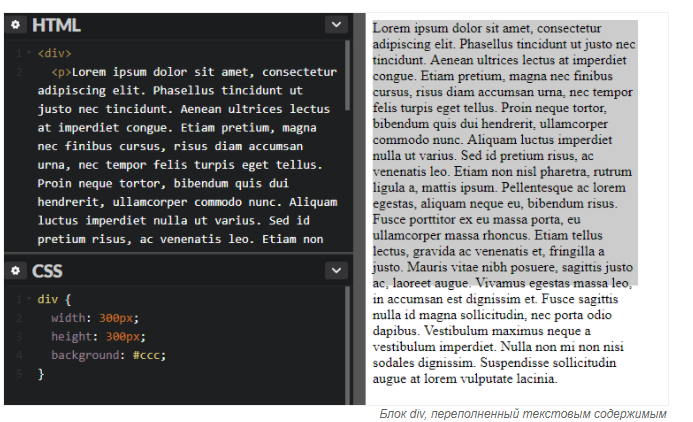 HTML
1 <div>
2 <p>Lorem ipsum dolor sit amet, consectetur
adipiscing elit. Phasellus tincidunt ut
justo nec tincidunt. Aenean ultrices lectus
at imperdiet congue. Etiam pretium, magna
nec finibus cursus, risus diam accumsan
urna, nec tempor felis turpis eget tellus.
Proin neque tortor, bibendum quis dui
hendrerit, ullamcorper commodo nunc. Aliquam
luctus imperdiet nulla ut varius. Sed id
pretium risus, ac venenatis leo. Etiam non
CSS
1 div {
2 width: 300px;
3 height: 300px;
4 background: #ccc;
5 }
Lorem ipsum dolor sit amet, consectetur
adipiscing elit. Phasellus tincidunt ut justo nec
tincidunt. Aenean ultrices lectus at imperdiet
congue. Etiam pretium, magna nec finibus
cursus, risus diam accumsan urna, nec tempor
felis turpis eget tellus. Proin neque tortor,
bibendum quis dui hendrerit, ullamcorper
commodo nunc. Aliquam luctus imperdiet
nulla ut varius. Sed id pretium risus, ac
venenatis leo. Etiam non nisl pharetra, rutrum
ligula a, mattis ipsum. Pellentesque ac lorem
egestas, aliquam neque eu, bibendum risus.
Fusce porttitor ex eu massa porta, eu
ullamcorper massa rhoncus. Etiam tellus
lectus, gravida ac venenatis et, fringilla a
justo. Mauris vitae nibh posuere, sagittis justo
ac, laoreet augue. Vivamus egestas massa leo,
in accumsan est dignissim et. Fusce sagittis
nulla id magna sollicitudin, nec porta odio
dapibus. Vestibulum maximus neque a
vestibulum imperdiet. Nulla non mi non nisi
sodales dignissim. Suspendisse sollicitudin
augue at lorem vulputate lacinia.
Блок div, переполненный текстовым содержимым